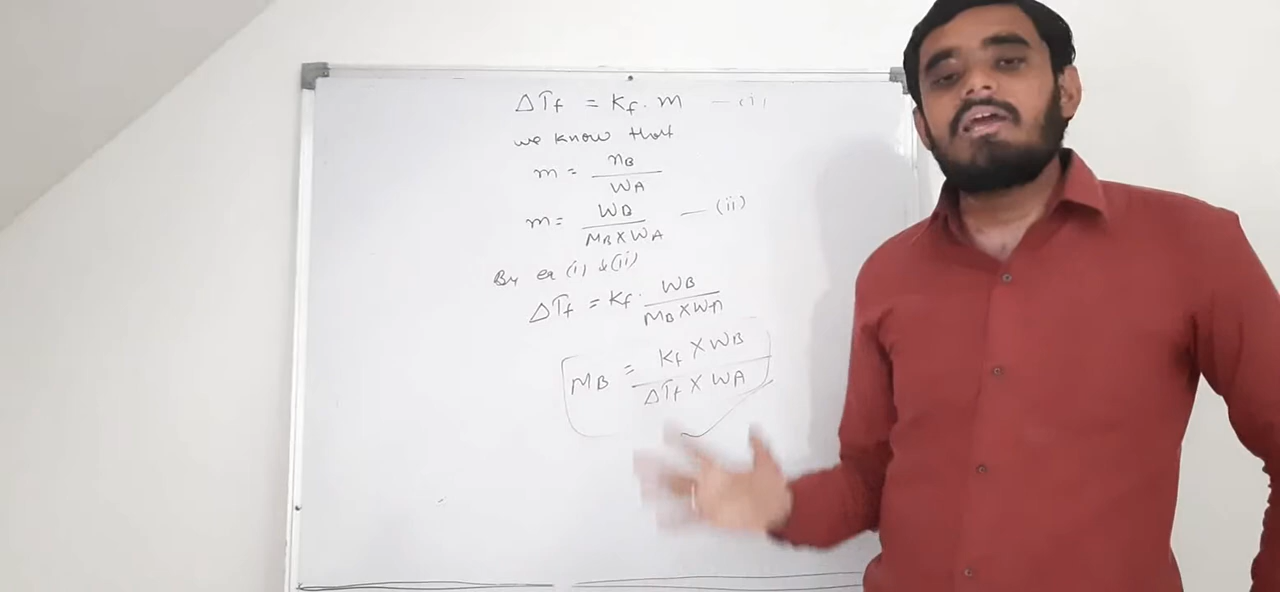 ΔTf = Kf . m — (i)
we know that
m = nB / WA
m = WB / MB X WA — (ii)
By eq (i) & (ii)
ΔTf = Kf . WB / MB X WA
MB = Kf X WB / ΔTf X WA